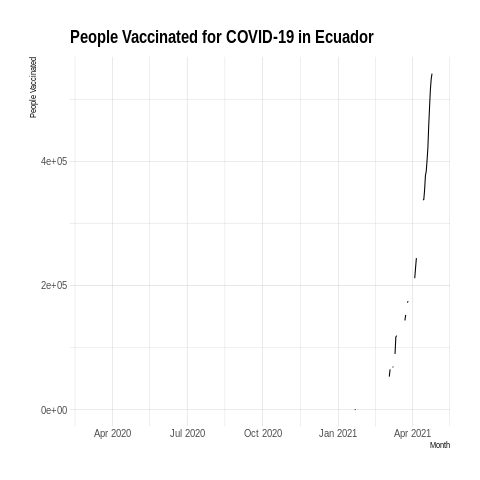 People Vaccinated for COVID-19 in Ecuador
People Vaccinated
4e+05
2e+05
0e+00
Apr 2020 Jul 2020 Oct 2020 Jan 2021 Apr 2021
Month